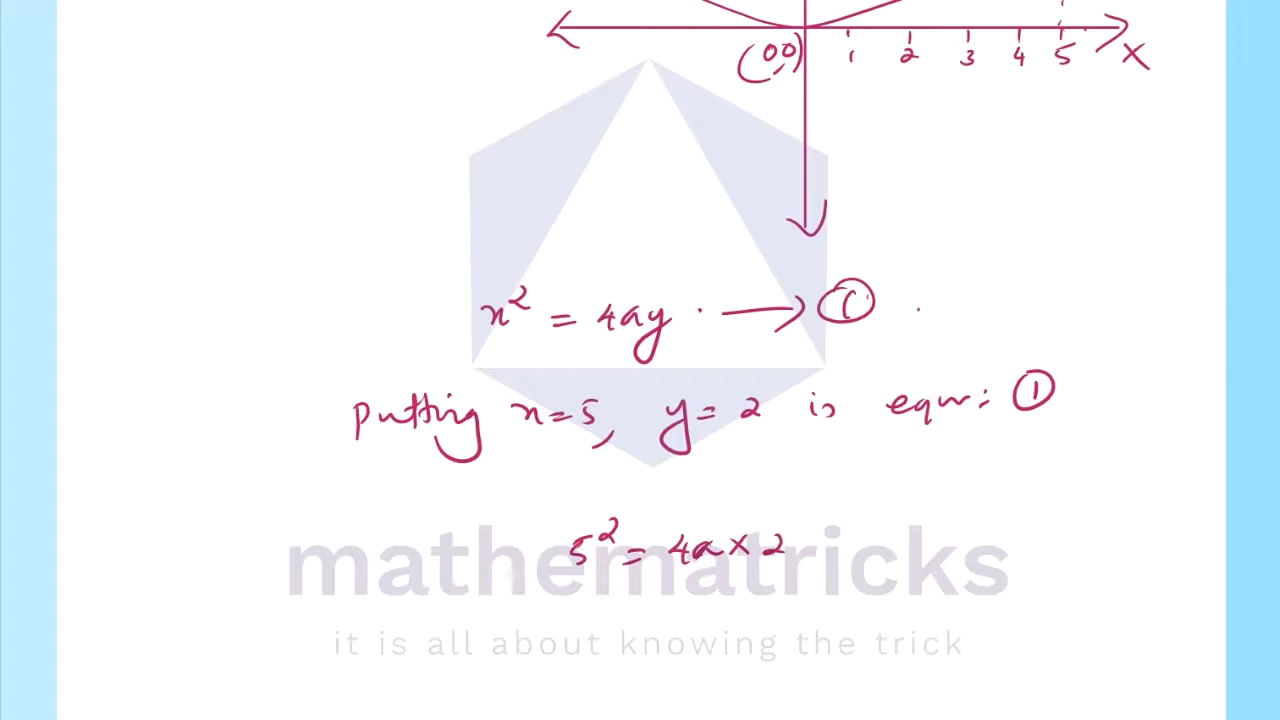 (0,0) 1 2 3 4 5 X
x² = 4ay. → ①
putting x=5, y=2 is eqn: ①
5² = 4a×2
mathematricks
it is all about knowing the trick